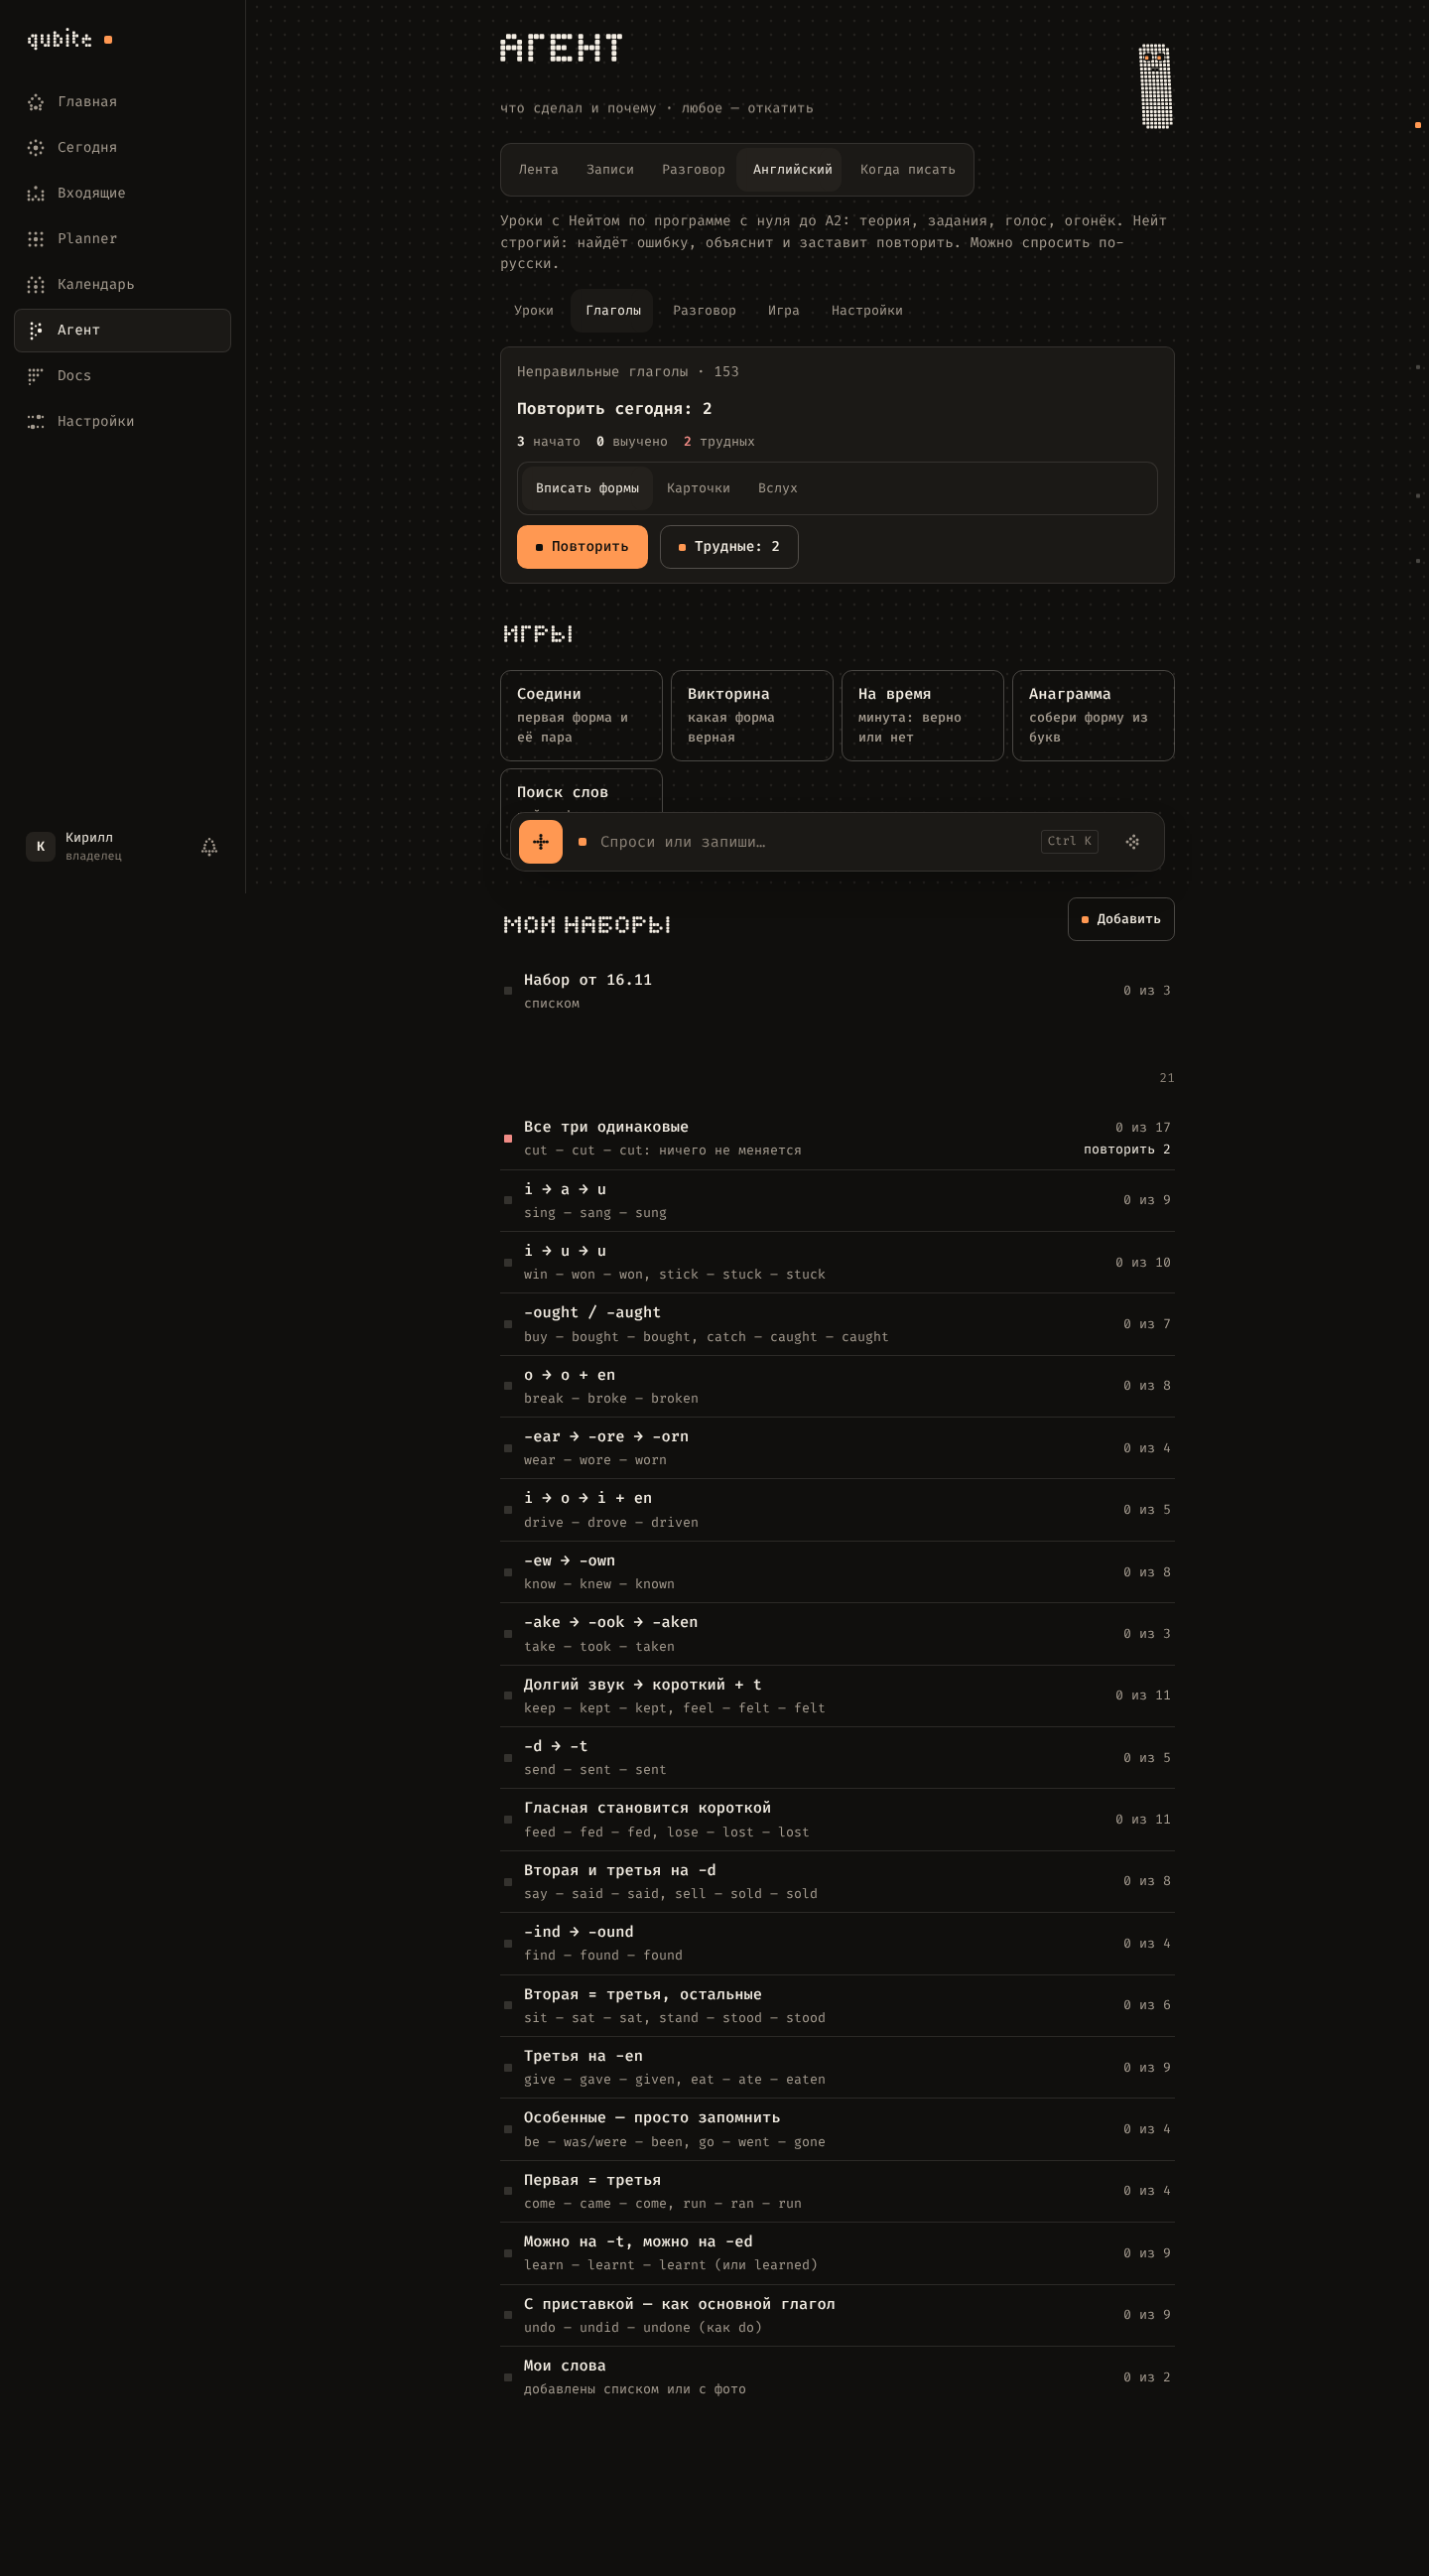 qubite
Главная
Сегодня
Входящие
Planner
Календарь
Агент
Docs
Настройки
К
Кирилл
владелец
АГЕНТ
что сделал и почему · любое — откатить
Лента Записи Разговор Английский Когда писать
Уроки с Нейтом по программе с нуля до A2: теория, задания, голос, огонёк. Нейт
строгий: найдёт ошибку, объяснит и заставит повторить. Можно спросить по-
русски.
Уроки Глаголы Разговор Игра Настройки
Неправильные глаголы · 153
Повторить сегодня: 2
3 начато 0 выучено 2 трудных
Вписать формы Карточки Вслух
Повторить Трудные: 2
ИГРЫ
Соедини
первая форма и
её пара
Викторина
какая форма
верная
На время
минута: верно
или нет
Анаграмма
собери форму из
букв
Поиск слов
Спроси или запиши… Ctrl K
МОИ НАБОРЫ
Добавить
Набор от 16.11
0 из 3
списком
21
Все три одинаковые
0 из 17
cut — cut — cut: ничего не меняется
повторить 2
i → a → u
0 из 9
sing — sang — sung
i → u → u
0 из 10
win — won — won, stick — stuck — stuck
-ought / -aught
0 из 7
buy — bought — bought, catch — caught — caught
o → o + en
0 из 8
break — broke — broken
-ear → -ore → -orn
0 из 4
wear — wore — worn
i → o → i + en
0 из 5
drive — drove — driven
-ew → -own
0 из 8
know — knew — known
-ake → -ook → -aken
0 из 3
take — took — taken
Долгий звук → короткий + t
0 из 11
keep — kept — kept, feel — felt — felt
-d → -t
0 из 5
send — sent — sent
Гласная становится короткой
0 из 11
feed — fed — fed, lose — lost — lost
Вторая и третья на -d
0 из 8
say — said — said, sell — sold — sold
-ind → -ound
0 из 4
find — found — found
Вторая = третья, остальные
0 из 6
sit — sat — sat, stand — stood — stood
Третья на -en
0 из 9
give — gave — given, eat — ate — eaten
Особенные — просто запомнить
0 из 4
be — was/were — been, go — went — gone
Первая = третья
0 из 4
come — came — come, run — ran — run
Можно на -t, можно на -ed
0 из 9
learn — learnt — learnt (или learned)
С приставкой — как основной глагол
0 из 9
undo — undid — undone (как do)
Мои слова
0 из 2
добавлены списком или с фото